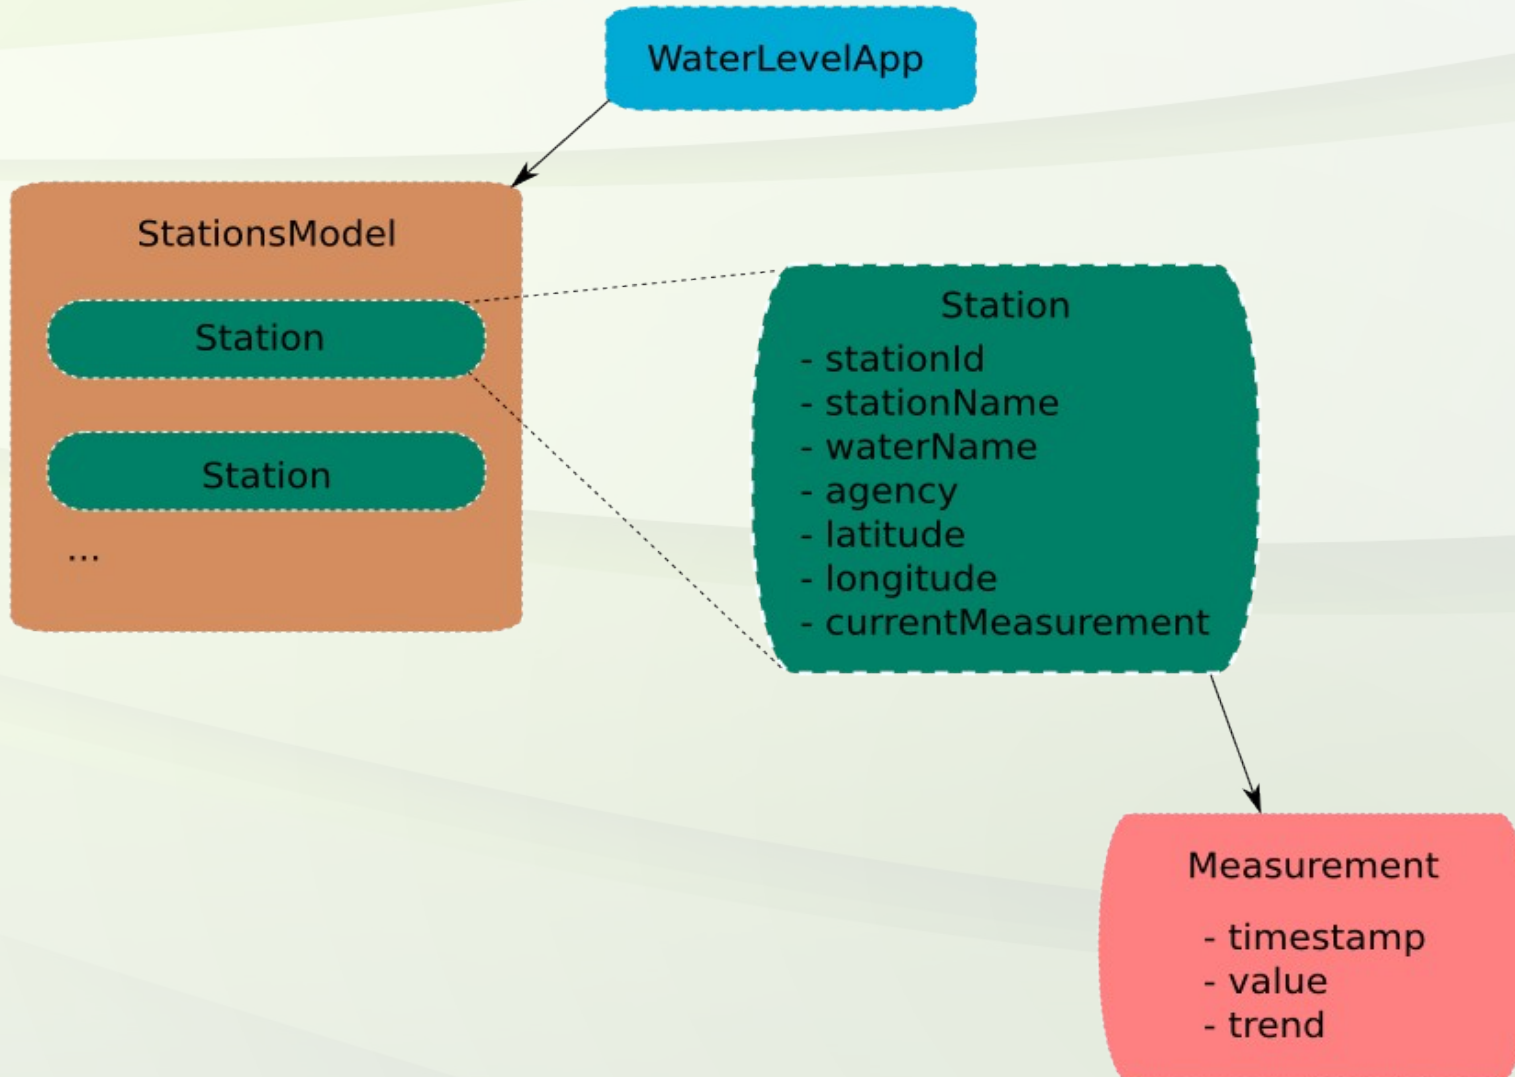 WaterLevelApp
StationsModel
Station
Station
...
Station
- stationId
- stationName
- waterName
- agency
- latitude
- longitude
- currentMeasurement
Measurement
- timestamp
- value
- trend